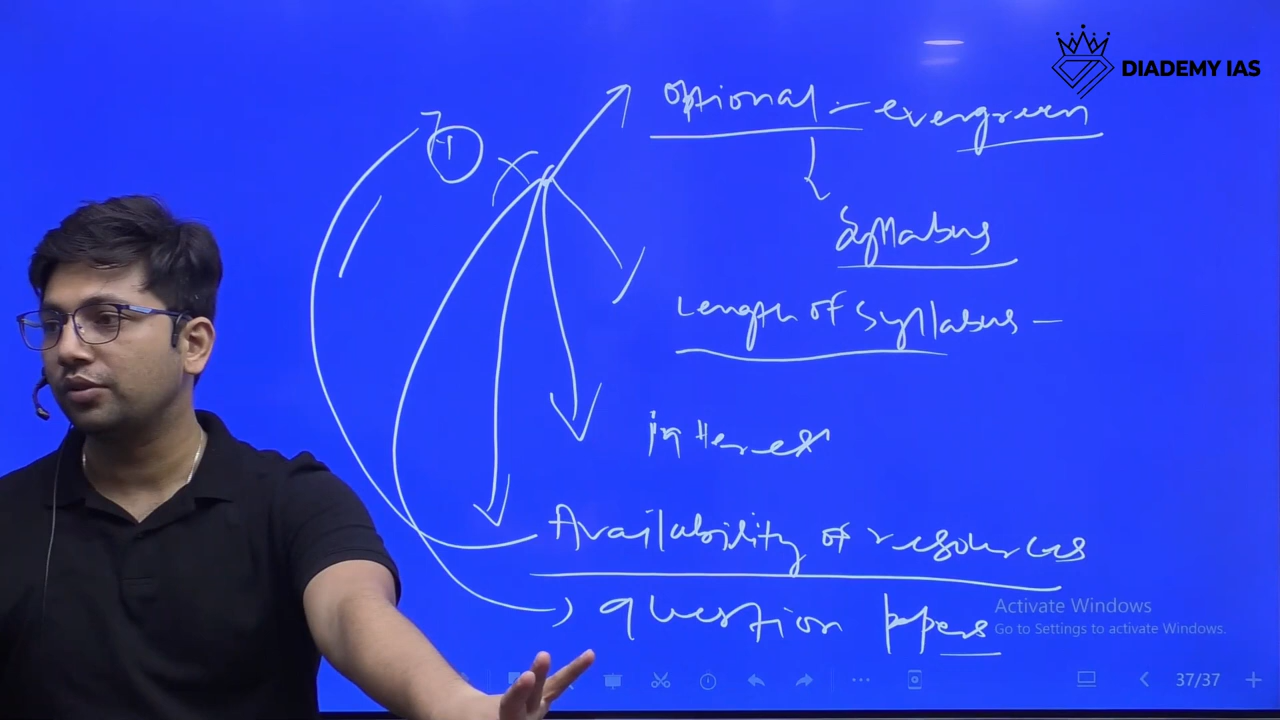 DIADEMY IAS
optional - evergreen
①
Syllabus
Length of Syllabus -
interest
Availability of resources
question papers
Activate Windows
Go to Settings to activate Windows.
37/37